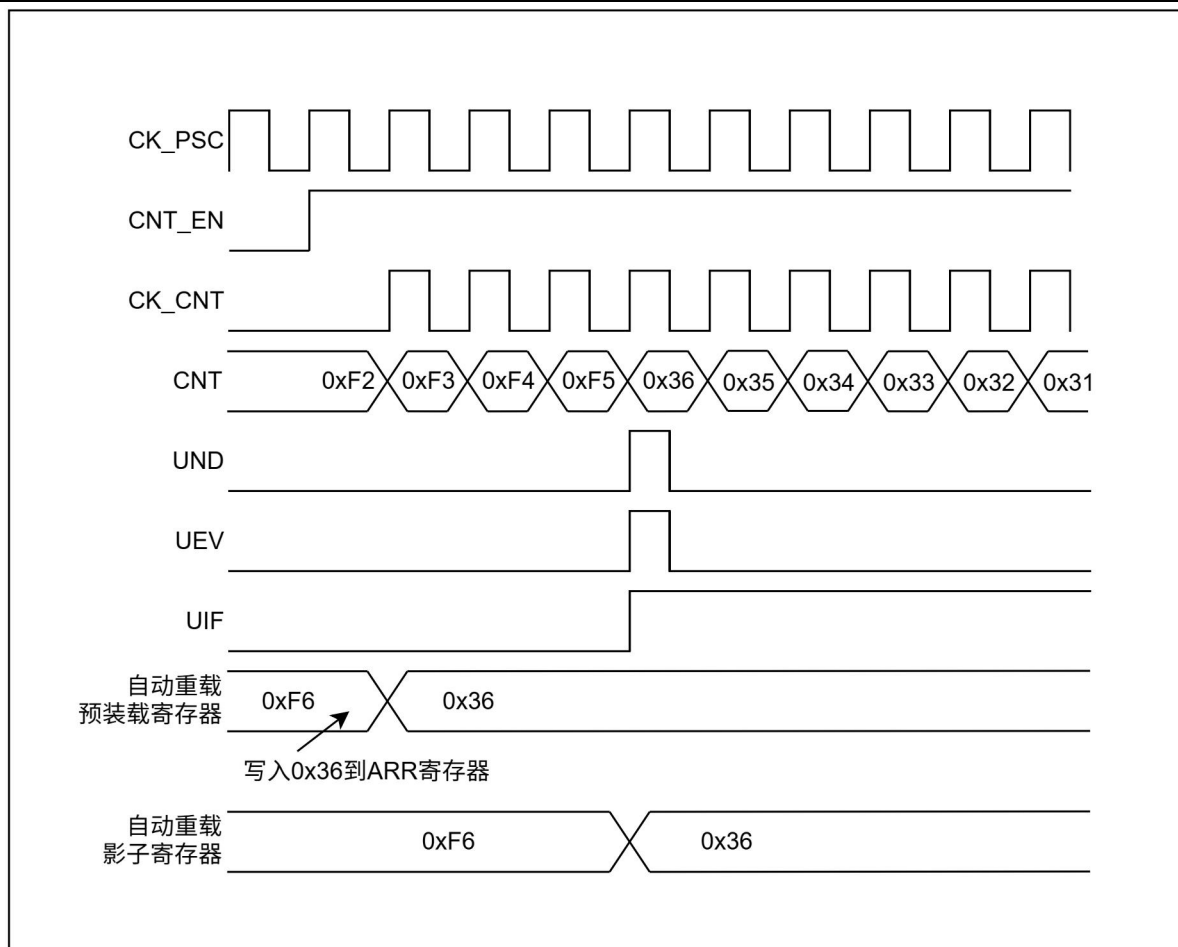 CK_PSC
CNT_EN
CK_CNT
CNT 0xF2 0xF3 0xF4 0xF5 0x36 0x35 0x34 0x33 0x32 0x31
UND
UEV
UIF
自动重载
预装载寄存器
0xF6 0x36
写入0x36到ARR寄存器
自动重载
影子寄存器
0xF6 0x36